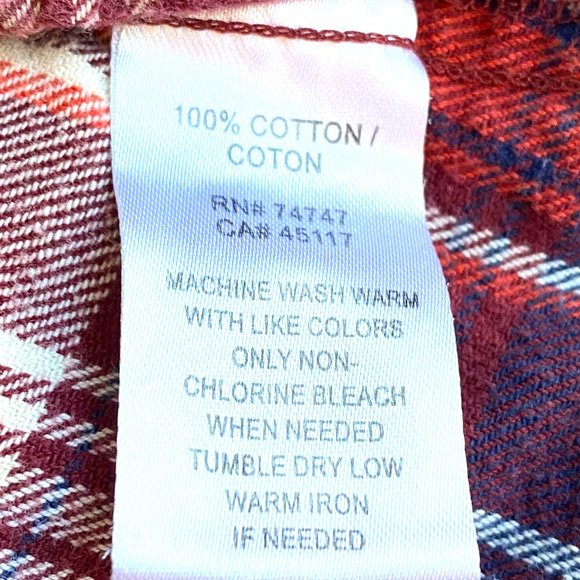 100% COTTON /
COTON
RN# 74747
CA# 45117
MACHINE WASH WARM
WITH LIKE COLORS
ONLY NON-
CHLORINE BLEACH
WHEN NEEDED
TUMBLE DRY LOW
WARM IRON
IF NEEDED